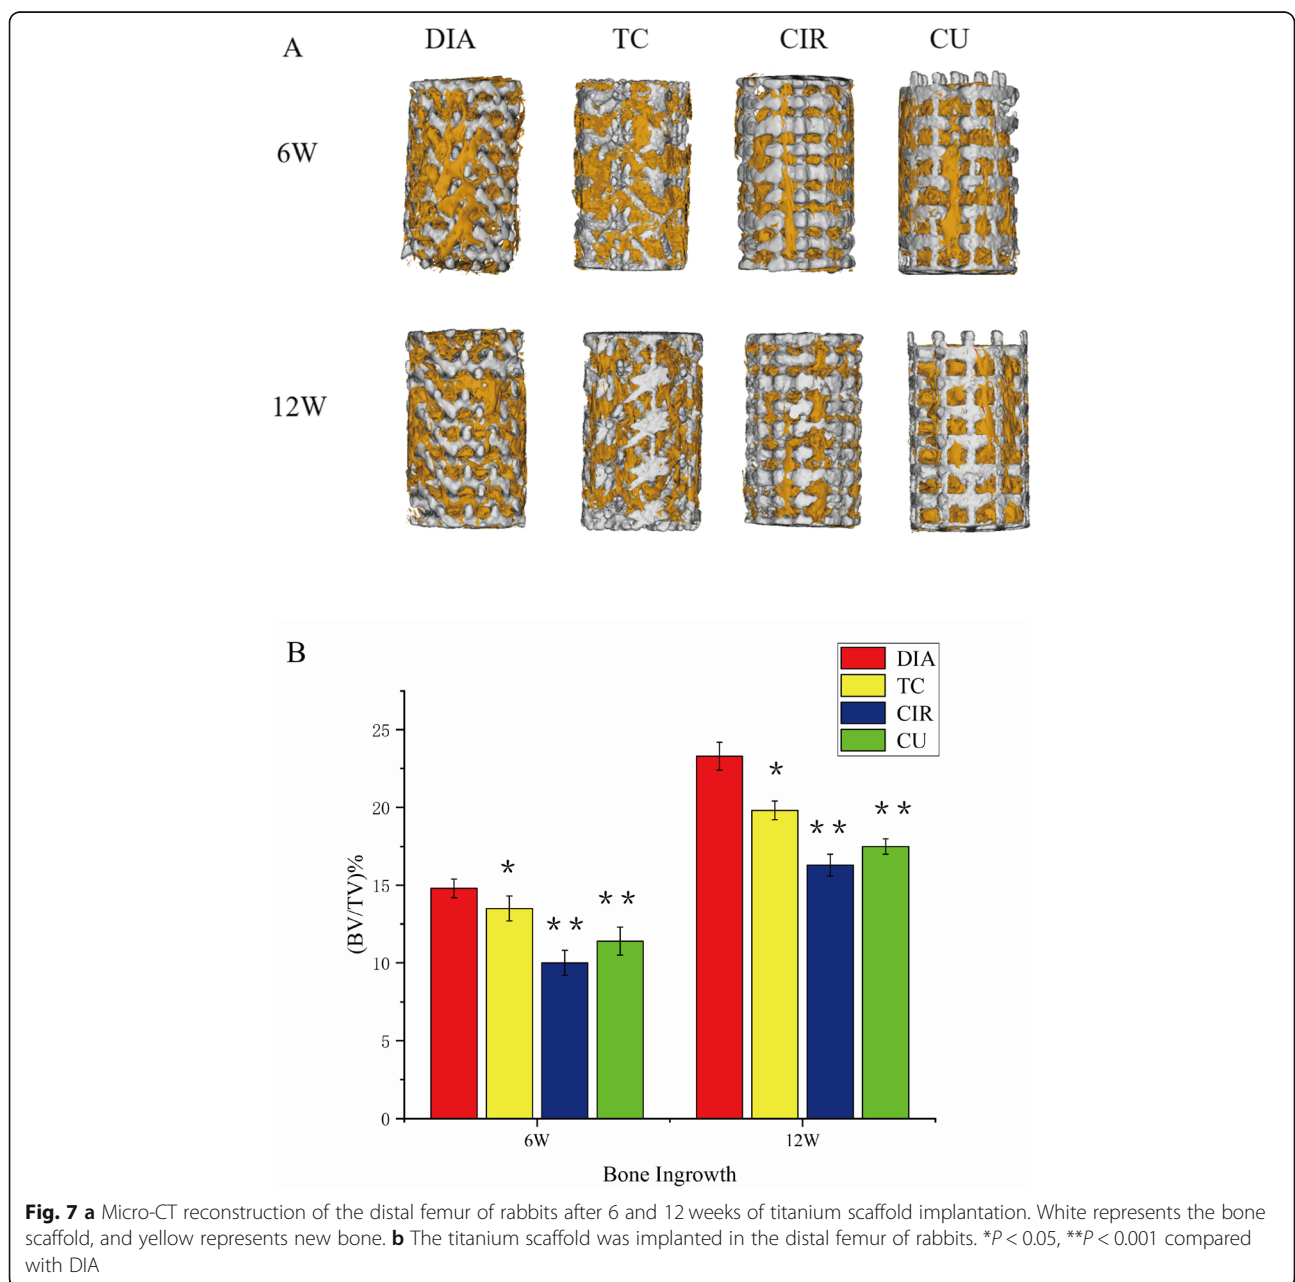 A
DIA TC CIR CU
6W
12W
B
DIA
TC
CIR
CU
25
20
15
10
5
0
(BV/TV)%
*
* *
* *
*
* *
* *
6W 12W
Bone Ingrowth
Fig. 7 a Micro-CT reconstruction of the distal femur of rabbits after 6 and 12 weeks of titanium scaffold implantation. White represents the bone
scaffold, and yellow represents new bone. b The titanium scaffold was implanted in the distal femur of rabbits. *P < 0.05, **P < 0.001 compared
with DIA